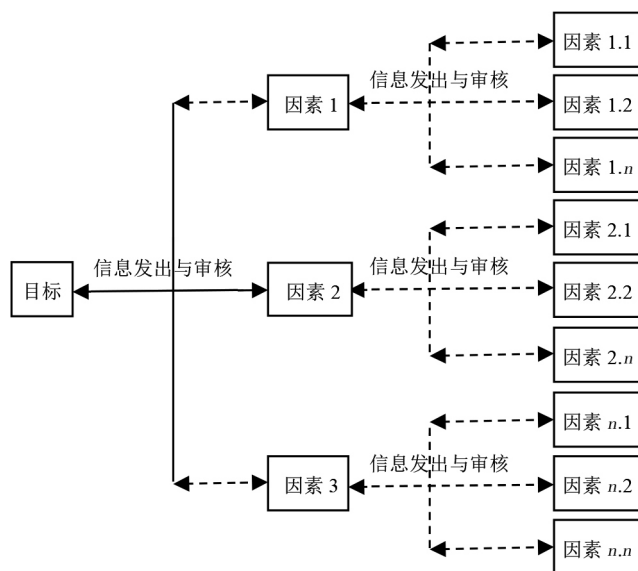 因素 1.1
信息发出与审核
因素 1
因素 1.2
因素 1.n
因素 2.1
信息发出与审核
信息发出与审核
目标
因素 2
因素 2.2
因素 2.n
因素 n.1
信息发出与审核
因素 3
因素 n.2
因素 n.n